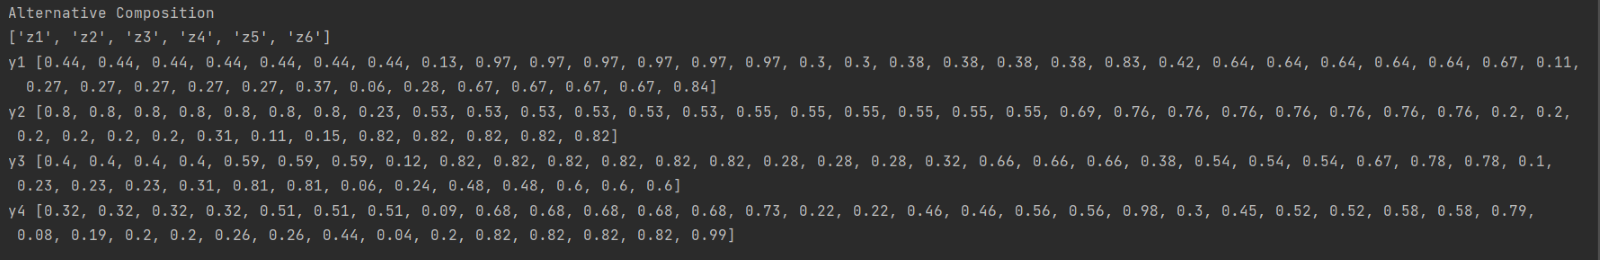 Alternative Composition
['z1', 'z2', 'z3', 'z4', 'z5', 'z6']
y1 [0.44, 0.44, 0.44, 0.44, 0.44, 0.44, 0.44, 0.13, 0.97, 0.97, 0.97, 0.97, 0.97, 0.97, 0.3, 0.3, 0.38, 0.38, 0.38, 0.38, 0.83, 0.42, 0.64, 0.64, 0.64, 0.64, 0.64, 0.67, 0.11,
0.27, 0.27, 0.27, 0.27, 0.27, 0.37, 0.06, 0.28, 0.67, 0.67, 0.67, 0.67, 0.84]
y2 [0.8, 0.8, 0.8, 0.8, 0.8, 0.8, 0.8, 0.23, 0.53, 0.53, 0.53, 0.53, 0.53, 0.53, 0.55, 0.55, 0.55, 0.55, 0.55, 0.55, 0.55, 0.69, 0.76, 0.76, 0.76, 0.76, 0.76, 0.76, 0.76, 0.2, 0.2,
0.2, 0.2, 0.2, 0.2, 0.31, 0.11, 0.15, 0.82, 0.82, 0.82, 0.82, 0.82]
y3 [0.4, 0.4, 0.4, 0.4, 0.59, 0.59, 0.59, 0.12, 0.82, 0.82, 0.82, 0.82, 0.82, 0.82, 0.28, 0.28, 0.28, 0.32, 0.66, 0.66, 0.66, 0.38, 0.54, 0.54, 0.54, 0.67, 0.78, 0.78, 0.1,
0.23, 0.23, 0.23, 0.31, 0.81, 0.81, 0.06, 0.24, 0.48, 0.48, 0.6, 0.6, 0.6]
y4 [0.32, 0.32, 0.32, 0.32, 0.51, 0.51, 0.51, 0.09, 0.68, 0.68, 0.68, 0.68, 0.68, 0.73, 0.22, 0.22, 0.46, 0.46, 0.56, 0.56, 0.98, 0.3, 0.45, 0.52, 0.52, 0.58, 0.58, 0.79,
0.08, 0.19, 0.2, 0.2, 0.26, 0.26, 0.44, 0.04, 0.2, 0.82, 0.82, 0.82, 0.82, 0.99]